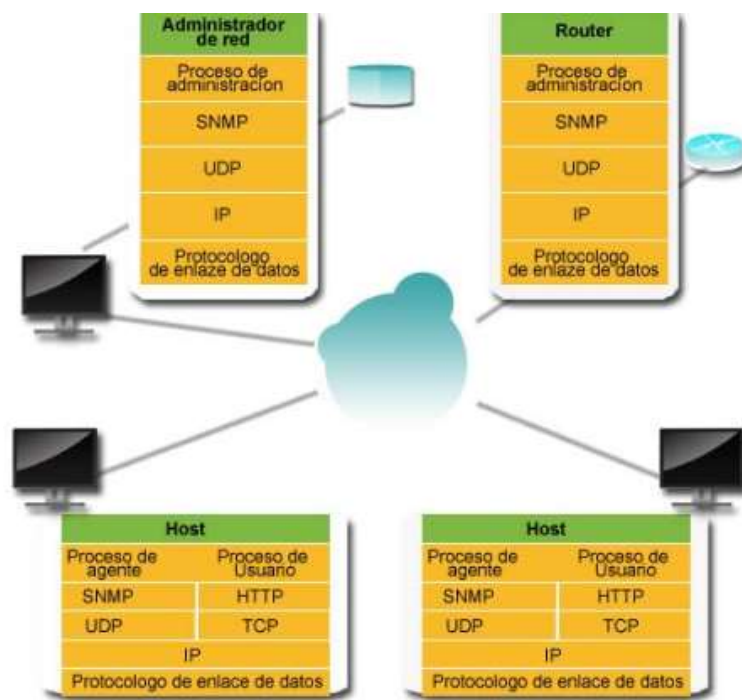 Administrador
de red
Proceso de
administracion
SNMP
UDP
IP
Protocologo
de enlaze de datos
Router
Proceso de
administracion
SNMP
UDP
IP
Protocologo
de enlaze de datos
Host
Proceso de
agente
Proceso de
Usuario
SNMP
HTTP
UDP
TCP
IP
Protocologo de enlace de datos
Host
Proceso de
agente
Proceso de
Usuario
SNMP
HTTP
UDP
TCP
IP
Protocologo de enlace de datos